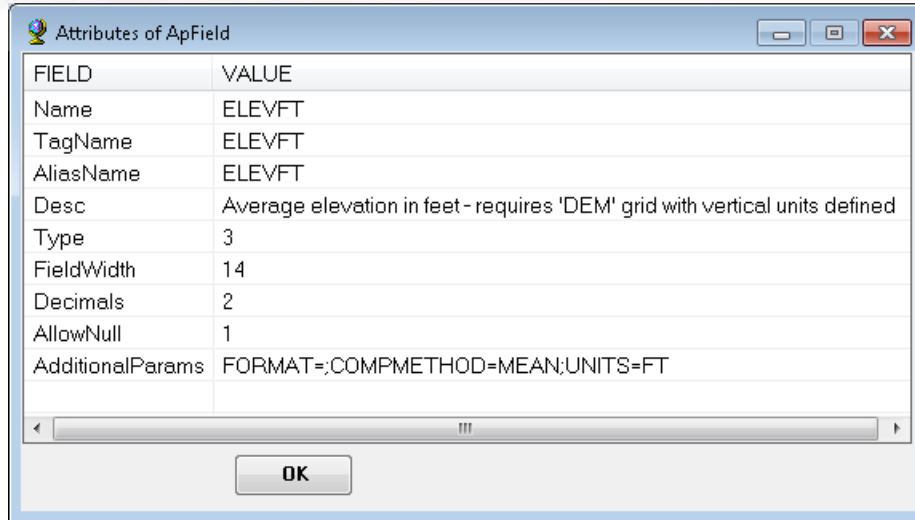 Attributes of ApField
FIELD VALUE
Name ELEVFT
TagName ELEVFT
AliasName ELEVFT
Desc Average elevation in feet - requires 'DEM' grid with vertical units defined
Type 3
FieldWidth 14
Decimals 2
AllowNull 1
AdditionalParams FORMAT=;COMPMETHOD=MEAN;UNITS=FT
OK